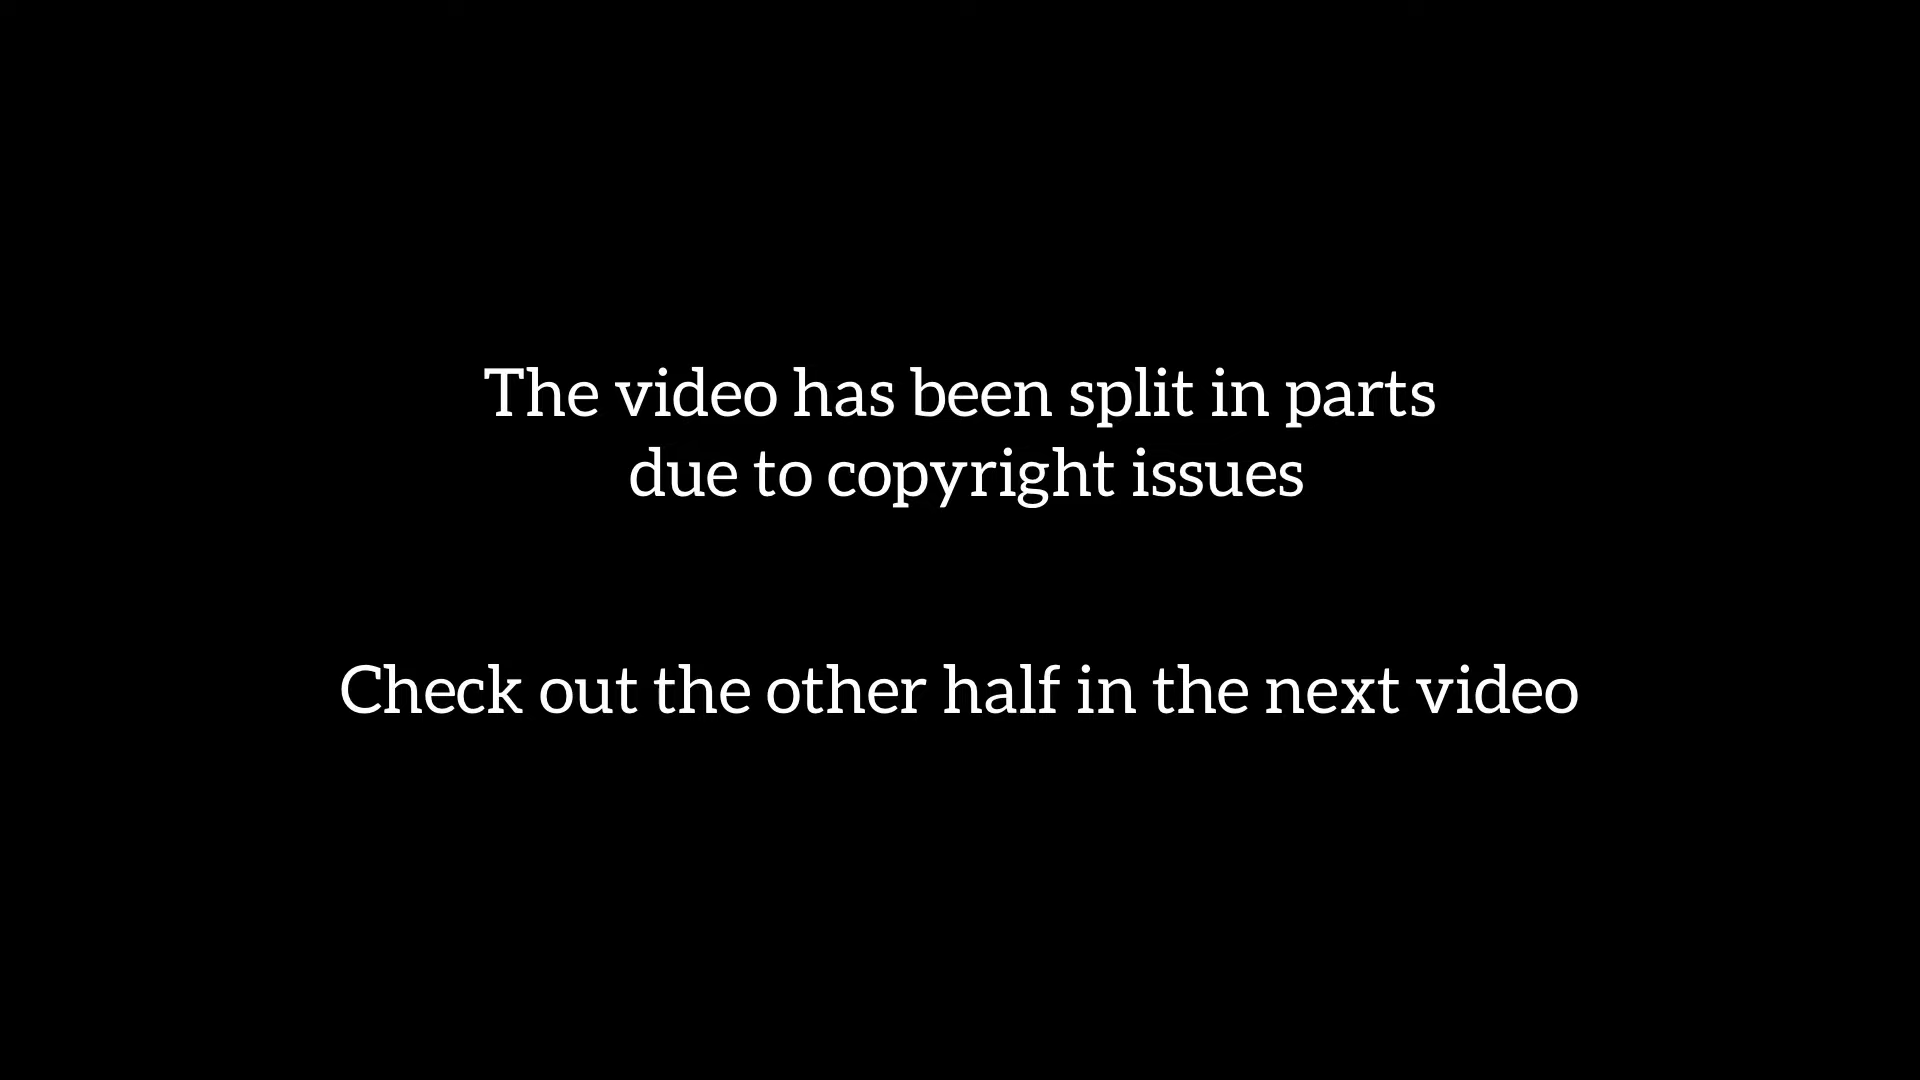 The video has been split in parts
due to copyright issues
Check out the other half in the next video